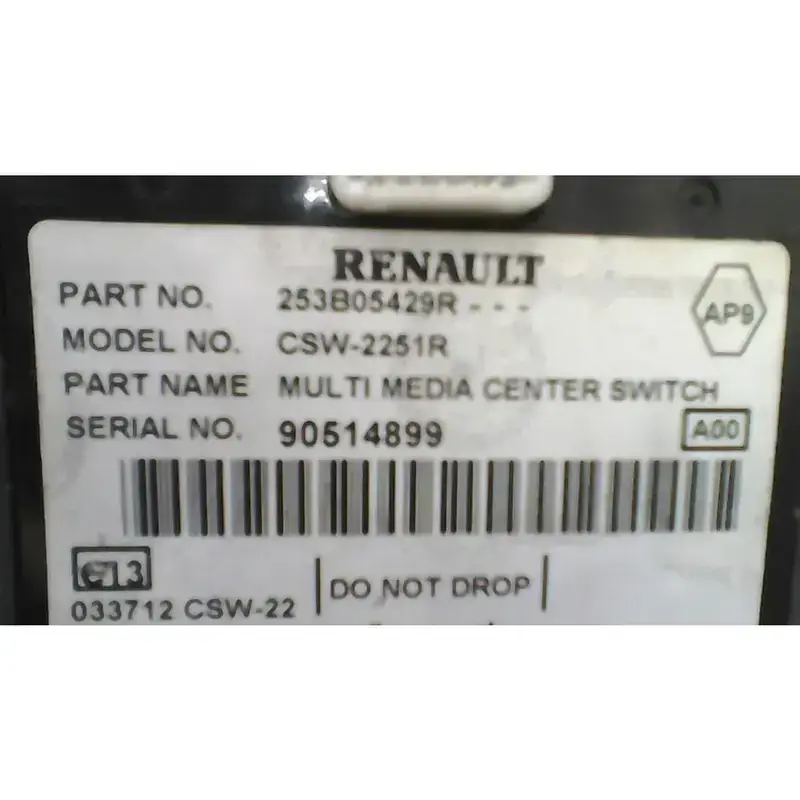 RENAULT
PART NO. 253B05429R - - -
AP9
MODEL NO. CSW-2251R
PART NAME MULTI MEDIA CENTER SWITCH
SERIAL NO. 90514899
A00
e13
DO NOT DROP
033712 CSW-22